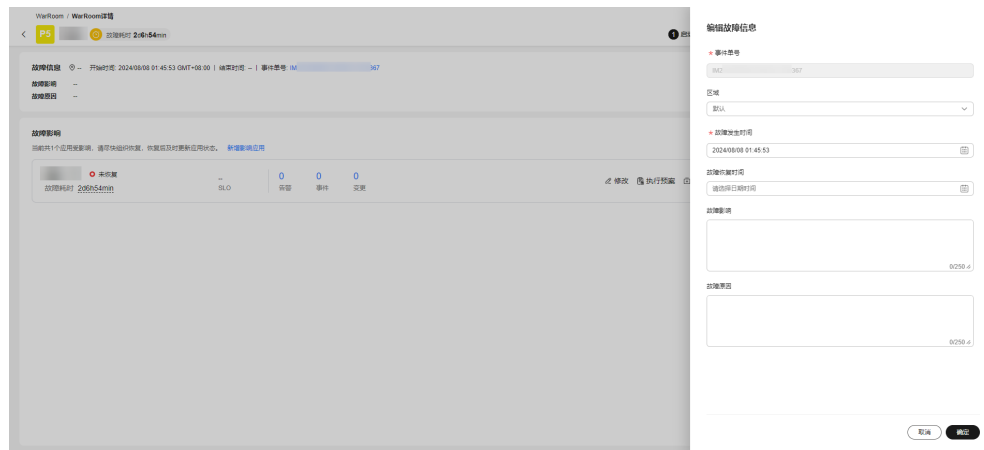 WarRoom / WarRoom详情
P5 故障耗时 2d6h54min
1 启
故障信息 -- 开始时间: 2024/08/08 01:45:53 GMT+08:00 | 结束时间: -- | 事件单号: IM 367
故障影响 --
故障原因 --
故障影响
当前共1个应用受影响，请尽快组织恢复，恢复后及时更新应用状态。 新增影响应用
未恢复
故障耗时 2d6h54min
--
SLO
0
告警
0
事件
0
变更
修改 执行预案
编辑故障信息
* 事件单号
IM2 367
区域
默认
* 故障发生时间
2024/08/08 01:45:53
故障恢复时间
请选择日期时间
故障影响
0/250
故障原因
0/250
取消 确定